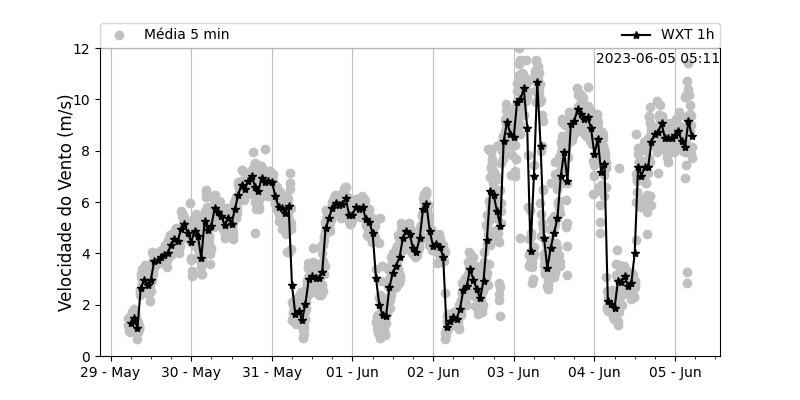 Média 5 min
WXT 1h
2023-06-05 05:11
Velocidade do Vento (m/s)
12
10
8
6
4
2
0
29 - May
30 - May
31 - May
01 - Jun
02 - Jun
03 - Jun
04 - Jun
05 - Jun